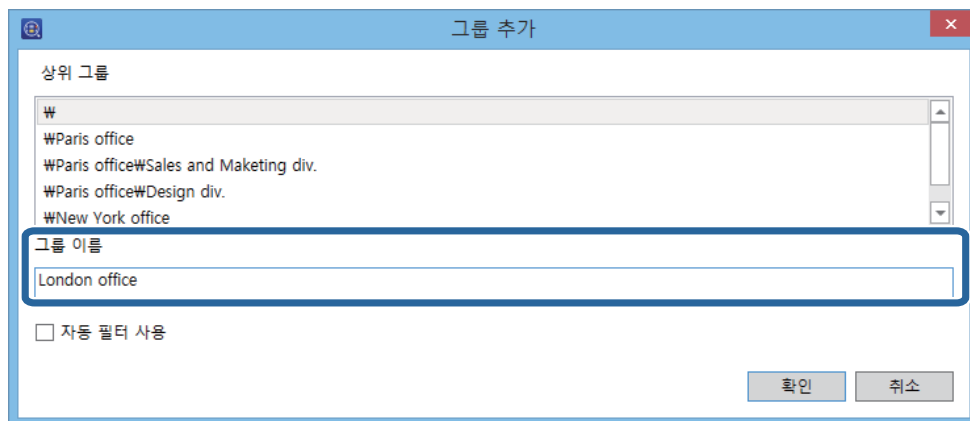 그룹 추가
상위 그룹
₩
₩Paris office
₩Paris office₩Sales and Maketing div.
₩Paris office₩Design div.
₩New York office
그룹 이름
London office
자동 필터 사용
확인 취소